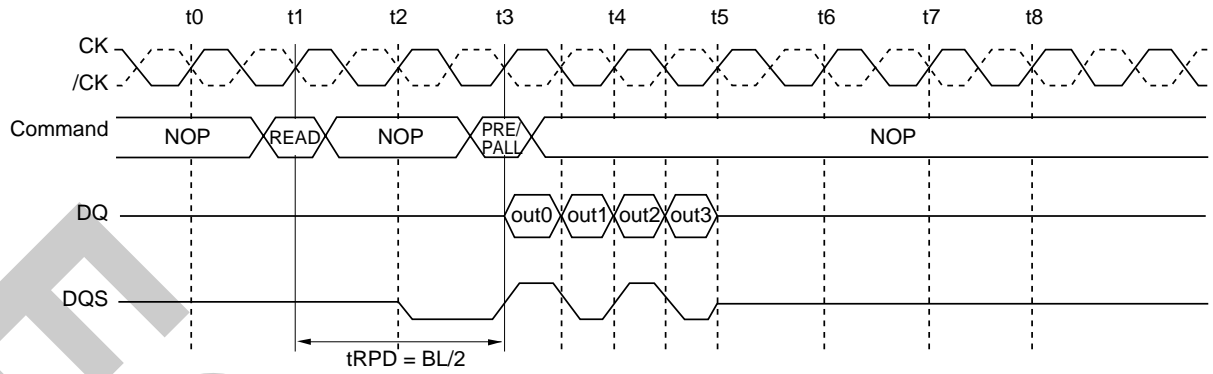 t0 t1 t2 t3 t4 t5 t6 t7 t8
CK
/CK
Command NOP READ NOP PRE/ PALL NOP
DQ out0 out1 out2 out3
DQS
tRPD = BL/2